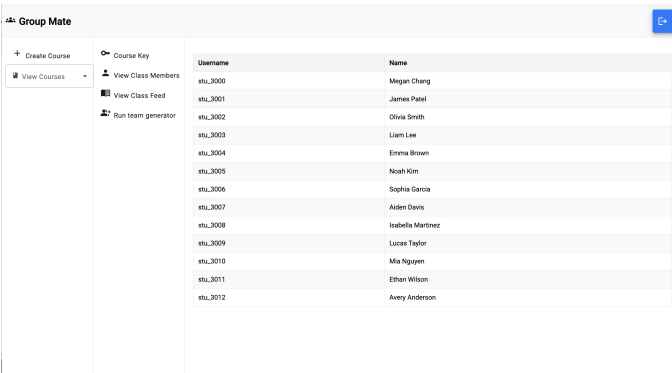 Group Mate
Create Course
View Courses
Course Key
View Class Members
View Class Feed
Run team generator
Username Name
stu_3000 Megan Chang
stu_3001 James Patel
stu_3002 Olivia Smith
stu_3003 Liam Lee
stu_3004 Emma Brown
stu_3005 Noah Kim
stu_3006 Sophia Garcia
stu_3007 Aiden Davis
stu_3008 Isabella Martinez
stu_3009 Lucas Taylor
stu_3010 Mia Nguyen
stu_3011 Ethan Wilson
stu_3012 Avery Anderson